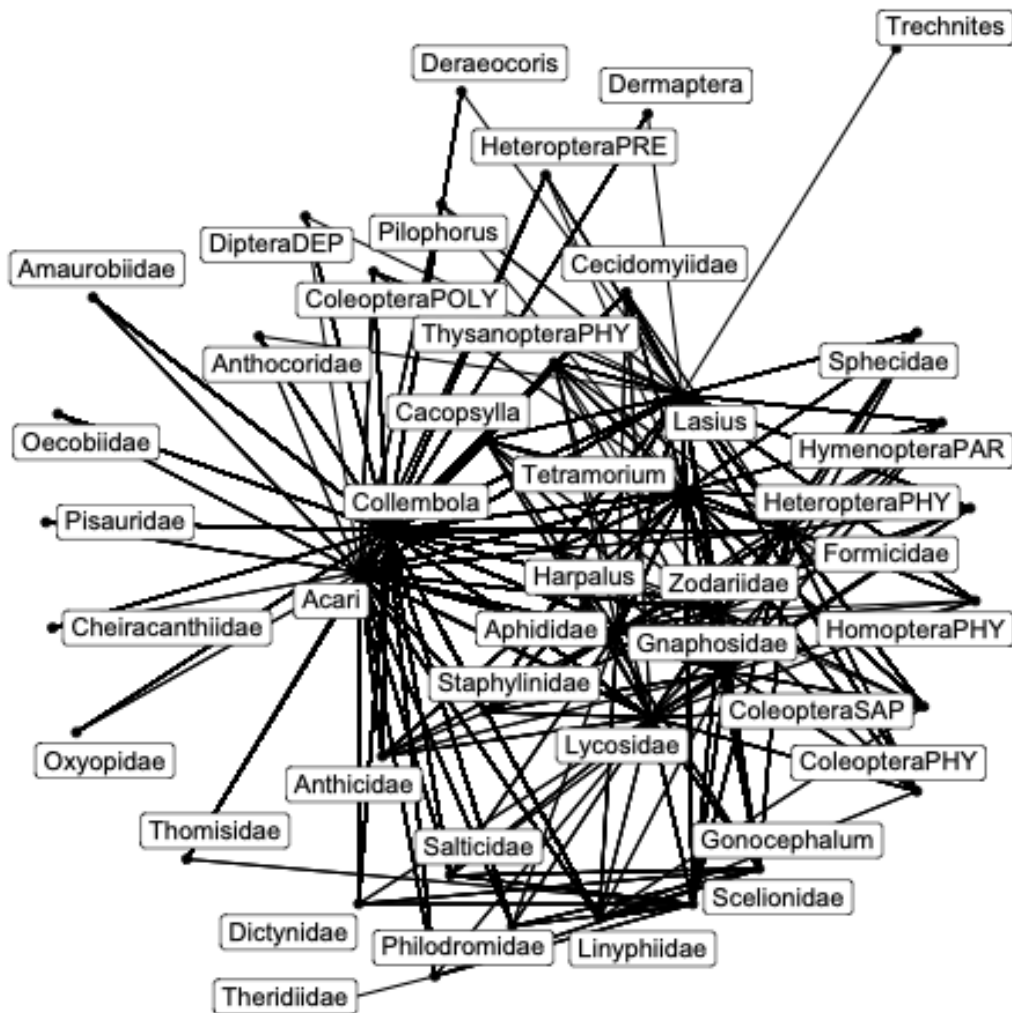 Trechnites
Deraeocoris
Dermaptera
HeteropteraPRE
DipteraDEP
Pilophorus
Amaurobiidae
Cecidomyiidae
ColeopteraPOLY
ThysanopteraPHY
Anthocoridae
Sphecidae
Cacopsylla
Lasius
Oecobiidae
HymenopteraPAR
Tetramorium
Collembola
HeteropteraPHY
Pisauridae
Formicidae
Harpalus
Zodariidae
Acari
Cheiracanthiidae
Aphididae
Gnaphosidae
HomopteraPHY
Staphylinidae
ColeopteraSAP
Oxyopidae
Lycosidae
ColeopteraPHY
Anthicidae
Thomisidae
Salticidae
Gonocephalum
Scelionidae
Dictynidae
Philodromidae
Linyphiidae
Theridiidae